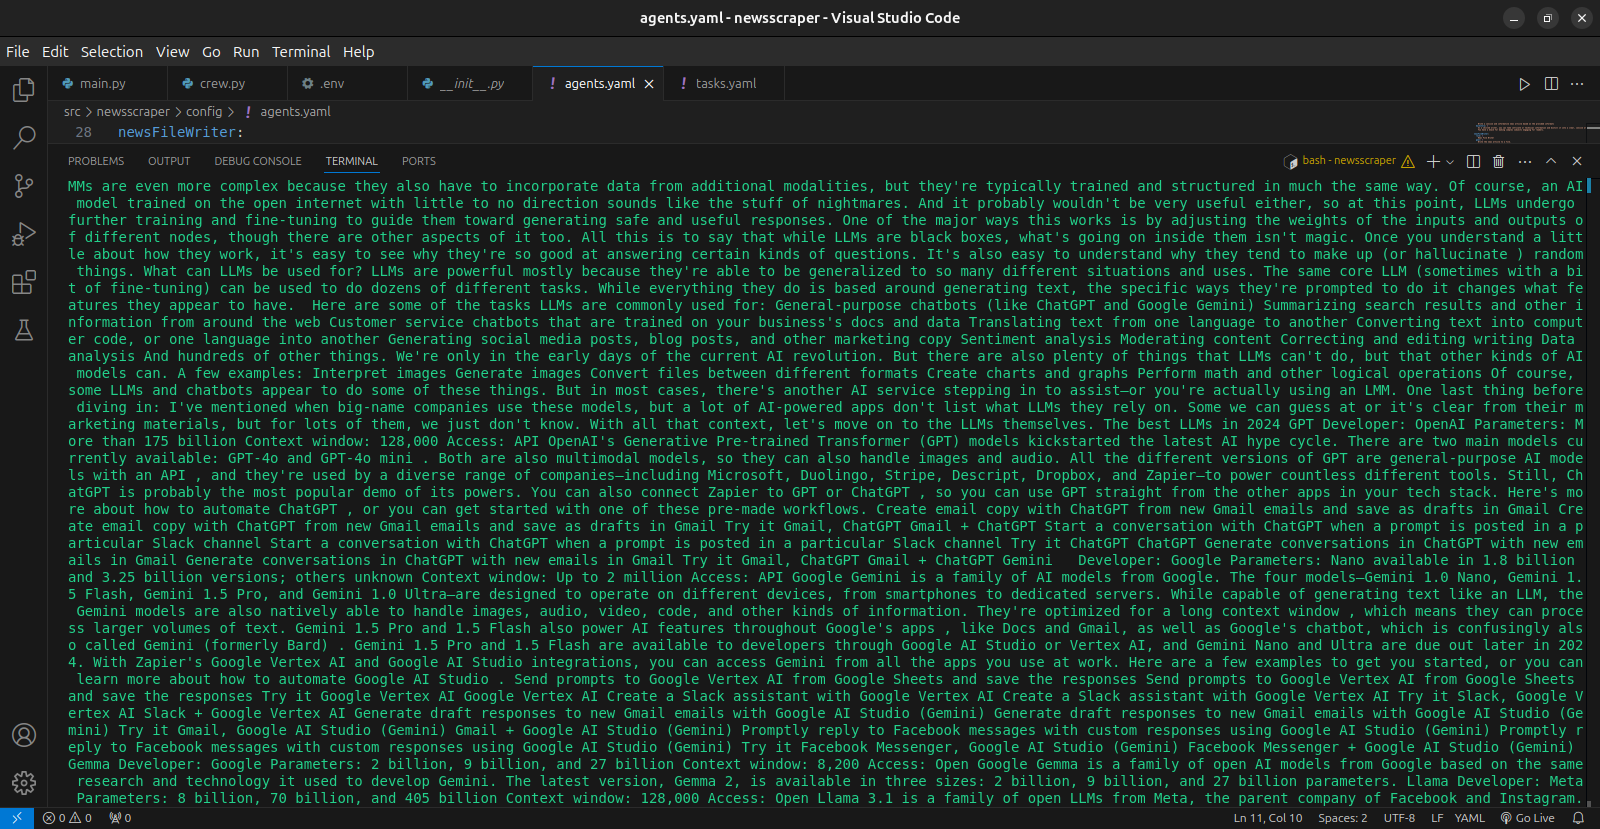 agents.yaml - newsscraper - Visual Studio Code
File Edit Selection View Go Run Terminal Help
main.py crew.py .env __init__.py ! agents.yaml ! tasks.yaml
src > newsscraper > config > ! agents.yaml
28 newsFileWriter:
PROBLEMS OUTPUT DEBUG CONSOLE TERMINAL PORTS bash - newsscraper
MMs are even more complex because they also have to incorporate data from additional modalities, but they're typically trained and structured in much the same way. Of course, an AI
model trained on the open internet with little to no direction sounds like the stuff of nightmares. And it probably wouldn't be very useful either, so at this point, LLMs undergo
further training and fine-tuning to guide them toward generating safe and useful responses. One of the major ways this works is by adjusting the weights of the inputs and outputs o
f different nodes, though there are other aspects of it too. All this is to say that while LLMs are black boxes, what's going on inside them isn't magic. Once you understand a litt
le about how they work, it's easy to see why they're so good at answering certain kinds of questions. It's also easy to understand why they tend to make up (or hallucinate ) random
things. What can LLMs be used for? LLMs are powerful mostly because they're able to be generalized to so many different situations and uses. The same core LLM (sometimes with a bi
t of fine-tuning) can be used to do dozens of different tasks. While everything they do is based around generating text, the specific ways they're prompted to do it changes what fe
atures they appear to have.  Here are some of the tasks LLMs are commonly used for: General-purpose chatbots (like ChatGPT and Google Gemini) Summarizing search results and other i
nformation from around the web Customer service chatbots that are trained on your business's docs and data Translating text from one language to another Converting text into comput
er code, or one language into another Generating social media posts, blog posts, and other marketing copy Sentiment analysis Moderating content Correcting and editing writing Data
analysis And hundreds of other things. We're only in the early days of the current AI revolution. But there are also plenty of things that LLMs can't do, but that other kinds of AI
models can. A few examples: Interpret images Generate images Convert files between different formats Create charts and graphs Perform math and other logical operations Of course,
some LLMs and chatbots appear to do some of these things. But in most cases, there's another AI service stepping in to assist—or you're actually using an LMM. One last thing before
diving in: I've mentioned when big-name companies use these models, but a lot of AI-powered apps don't list what LLMs they rely on. Some we can guess at or it's clear from their m
arketing materials, but for lots of them, we just don't know. With all that context, let's move on to the LLMs themselves. The best LLMs in 2024 GPT Developer: OpenAI Parameters: M
ore than 175 billion Context window: 128,000 Access: API OpenAI's Generative Pre-trained Transformer (GPT) models kickstarted the latest AI hype cycle. There are two main models cu
rrently available: GPT-4o and GPT-4o mini . Both are also multimodal models, so they can also handle images and audio. All the different versions of GPT are general-purpose AI mode
ls with an API , and they're used by a diverse range of companies—including Microsoft, Duolingo, Stripe, Descript, Dropbox, and Zapier—to power countless different tools. Still, Ch
atGPT is probably the most popular demo of its powers. You can also connect Zapier to GPT or ChatGPT , so you can use GPT straight from the other apps in your tech stack. Here's mo
re about how to automate ChatGPT , or you can get started with one of these pre-made workflows. Create email copy with ChatGPT from new Gmail emails and save as drafts in Gmail Cre
ate email copy with ChatGPT from new Gmail emails and save as drafts in Gmail Try it Gmail, ChatGPT Gmail + ChatGPT Start a conversation with ChatGPT when a prompt is posted in a p
articular Slack channel Start a conversation with ChatGPT when a prompt is posted in a particular Slack channel Try it ChatGPT ChatGPT Generate conversations in ChatGPT with new em
ails in Gmail Generate conversations in ChatGPT with new emails in Gmail Try it Gmail, ChatGPT Gmail + ChatGPT Gemini   Developer: Google Parameters: Nano available in 1.8 billion
and 3.25 billion versions; others unknown Context window: Up to 2 million Access: API Google Gemini is a family of AI models from Google. The four models—Gemini 1.0 Nano, Gemini 1.
5 Flash, Gemini 1.5 Pro, and Gemini 1.0 Ultra—are designed to operate on different devices, from smartphones to dedicated servers. While capable of generating text like an LLM, the
Gemini models are also natively able to handle images, audio, video, code, and other kinds of information. They're optimized for a long context window , which means they can proce
ss larger volumes of text. Gemini 1.5 Pro and 1.5 Flash also power AI features throughout Google's apps , like Docs and Gmail, as well as Google's chatbot, which is confusingly als
o called Gemini (formerly Bard) . Gemini 1.5 Pro and 1.5 Flash are available to developers through Google AI Studio or Vertex AI, and Gemini Nano and Ultra are due out later in 202
4. With Zapier's Google Vertex AI and Google AI Studio integrations, you can access Gemini from all the apps you use at work. Here are a few examples to get you started, or you can
learn more about how to automate Google AI Studio . Send prompts to Google Vertex AI from Google Sheets and save the responses Send prompts to Google Vertex AI from Google Sheets
and save the responses Try it Google Vertex AI Google Vertex AI Create a Slack assistant with Google Vertex AI Create a Slack assistant with Google Vertex AI Try it Slack, Google V
ertex AI Slack + Google Vertex AI Generate draft responses to new Gmail emails with Google AI Studio (Gemini) Generate draft responses to new Gmail emails with Google AI Studio (Ge
mini) Try it Gmail, Google AI Studio (Gemini) Gmail + Google AI Studio (Gemini) Promptly reply to Facebook messages with custom responses using Google AI Studio (Gemini) Promptly r
eply to Facebook messages with custom responses using Google AI Studio (Gemini) Try it Facebook Messenger, Google AI Studio (Gemini) Facebook Messenger + Google AI Studio (Gemini)
Gemma Developer: Google Parameters: 2 billion, 9 billion, and 27 billion Context window: 8,200 Access: Open Google Gemma is a family of open AI models from Google based on the same
research and technology it used to develop Gemini. The latest version, Gemma 2, is available in three sizes: 2 billion, 9 billion, and 27 billion parameters. Llama Developer: Meta
Parameters: 8 billion, 70 billion, and 405 billion Context window: 128,000 Access: Open Llama 3.1 is a family of open LLMs from Meta, the parent company of Facebook and Instagram.
0 0 0 Ln 11, Col 10 Spaces: 2 UTF-8 LF YAML Go Live